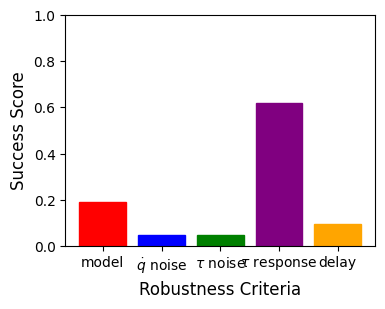 1.0
0.8
0.6
0.4
0.2
0.0
Success Score
model q̇ noise τ noise τ response delay
Robustness Criteria